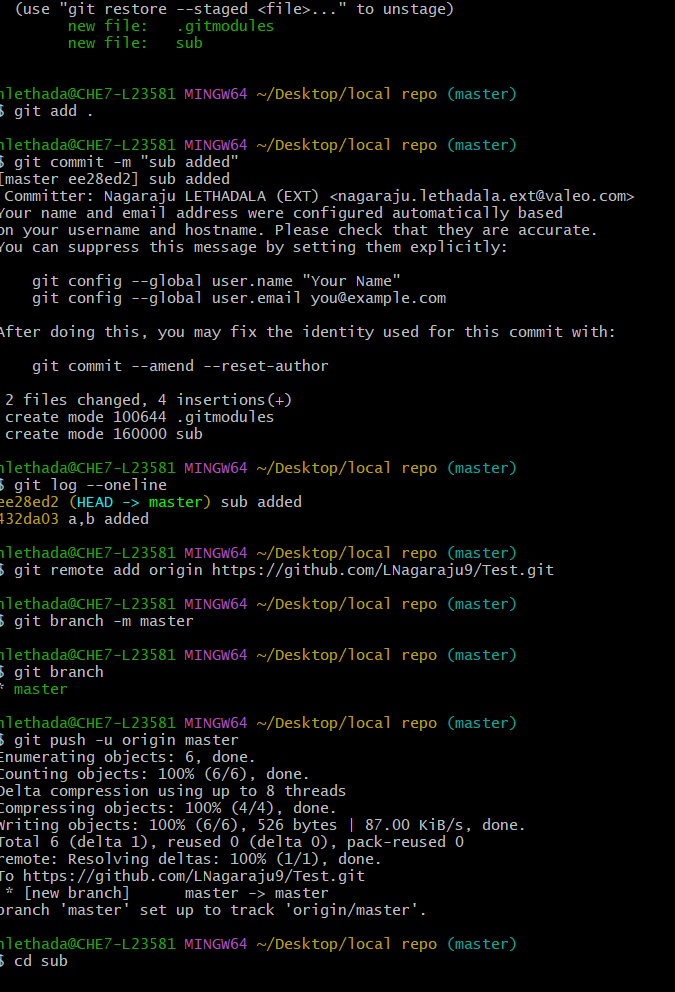 (use "git restore --staged <file>..." to unstage)
new file:   .gitmodules
new file:   sub
nlethada@CHE7-L23581 MINGW64 ~/Desktop/local repo (master)
$ git add .
nlethada@CHE7-L23581 MINGW64 ~/Desktop/local repo (master)
$ git commit -m "sub added"
[master ee28ed2] sub added
Committer: Nagaraju LETHADALA (EXT) <nagaraju.lethadala.ext@valeo.com>
Your name and email address were configured automatically based
on your username and hostname. Please check that they are accurate.
You can suppress this message by setting them explicitly:
git config --global user.name "Your Name"
git config --global user.email you@example.com
After doing this, you may fix the identity used for this commit with:
git commit --amend --reset-author
2 files changed, 4 insertions(+)
create mode 100644 .gitmodules
create mode 160000 sub
nlethada@CHE7-L23581 MINGW64 ~/Desktop/local repo (master)
$ git log --oneline
ee28ed2 (HEAD -> master) sub added
432da03 a,b added
nlethada@CHE7-L23581 MINGW64 ~/Desktop/local repo (master)
$ git remote add origin https://github.com/LNagaraju9/Test.git
nlethada@CHE7-L23581 MINGW64 ~/Desktop/local repo (master)
$ git branch -m master
nlethada@CHE7-L23581 MINGW64 ~/Desktop/local repo (master)
$ git branch
* master
nlethada@CHE7-L23581 MINGW64 ~/Desktop/local repo (master)
$ git push -u origin master
Enumerating objects: 6, done.
Counting objects: 100% (6/6), done.
Delta compression using up to 8 threads
Compressing objects: 100% (4/4), done.
Writing objects: 100% (6/6), 526 bytes | 87.00 KiB/s, done.
Total 6 (delta 1), reused 0 (delta 0), pack-reused 0
remote: Resolving deltas: 100% (1/1), done.
To https://github.com/LNagaraju9/Test.git
* [new branch]      master -> master
branch 'master' set up to track 'origin/master'.
nlethada@CHE7-L23581 MINGW64 ~/Desktop/local repo (master)
$ cd sub